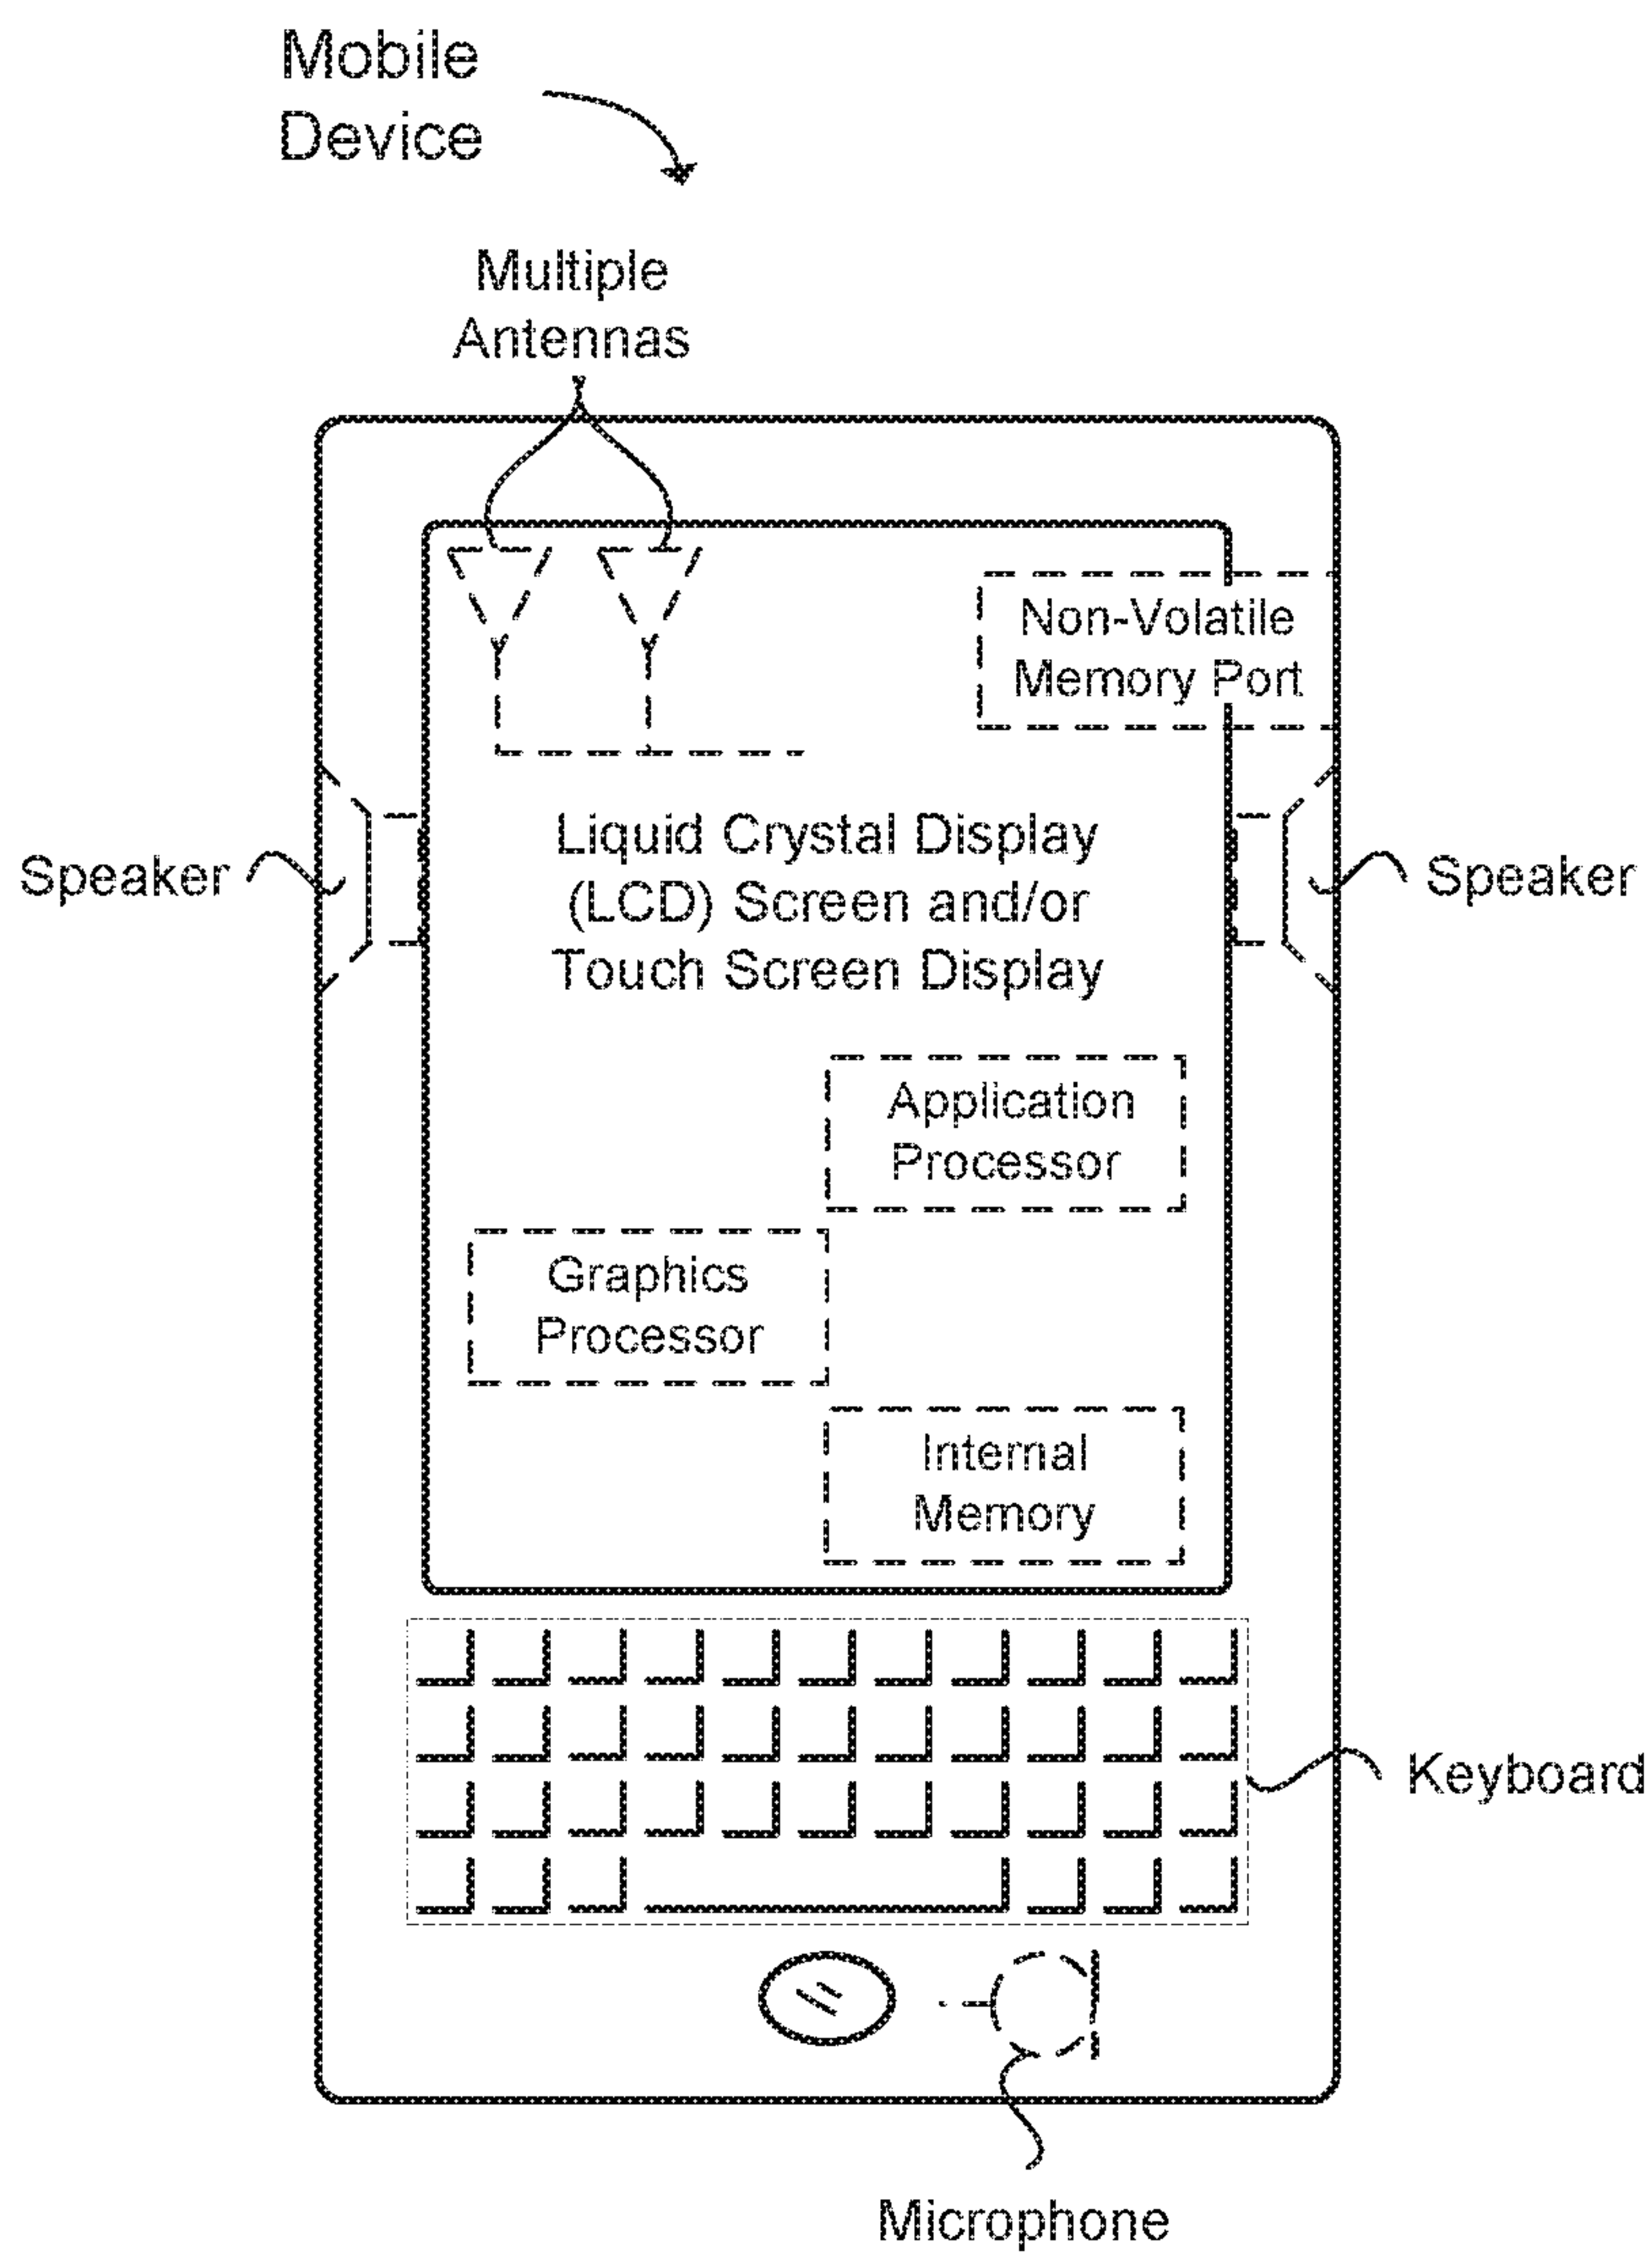 Mobile
Device
Multiple
Antennas
Non-Volatile
Memory Port
Speaker
Liquid Crystal Display
(LCD) Screen and/or
Touch Screen Display
Speaker
Application
Processor
Graphics
Processor
Internal
Memory
Keyboard
Microphone